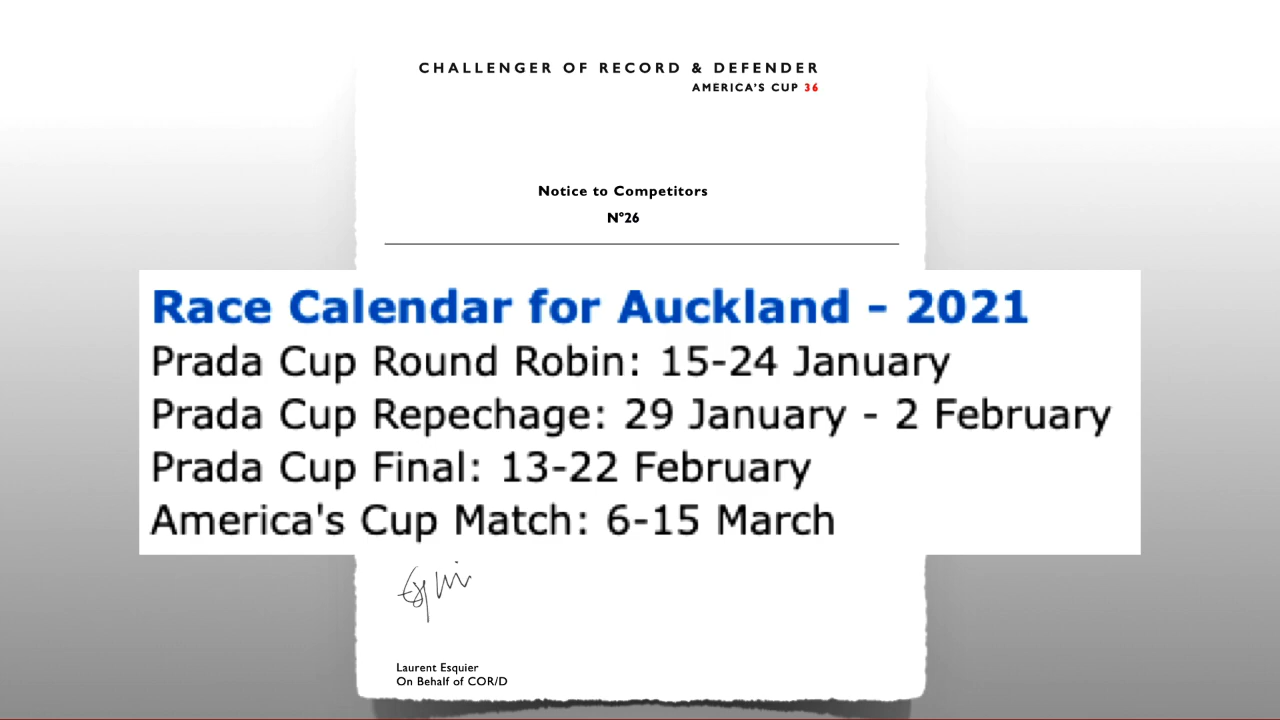 CHALLENGER OF RECORD & DEFENDER
AMERICA'S CUP 36
Notice to Competitors
N°26
Race Calendar for Auckland - 2021
Prada Cup Round Robin: 15-24 January
Prada Cup Repechage: 29 January - 2 February
Prada Cup Final: 13-22 February
America's Cup Match: 6-15 March
Laurent Esquier
On Behalf of COR/D